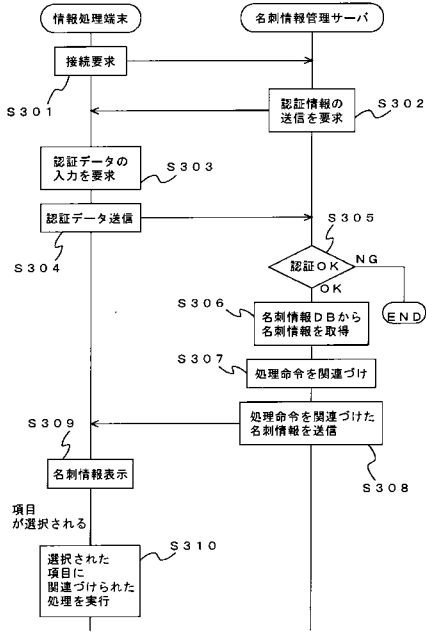 情報処理端末
名刺情報管理サーバ
接続要求
S301
認証情報の
送信を要求
S302
認証データの
入力を要求
S303
認証データ送信
S304
S305
認証OK
NG
OK
END
S306
名刺情報DBから
名刺情報を取得
S307
処理命令を関連づけ
処理命令を関連づけた
名刺情報を送信
S308
S309
名刺情報表示
項目
が選択される
S310
選択された
項目に
関連づけられた
処理を実行